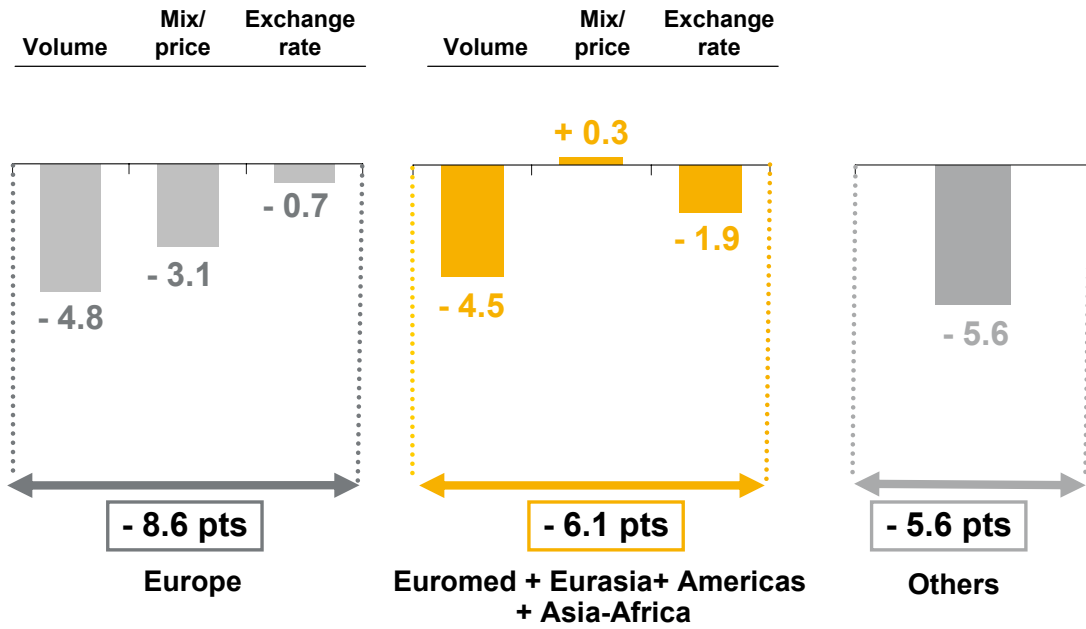 Volume
Mix/
price
Exchange
rate
Volume
Mix/
price
Exchange
rate
- 4.8
- 3.1
- 0.7
- 4.5
+ 0.3
- 1.9
- 5.6
- 8.6 pts
- 6.1 pts
- 5.6 pts
Europe
Euromed + Eurasia+ Americas
+ Asia-Africa
Others